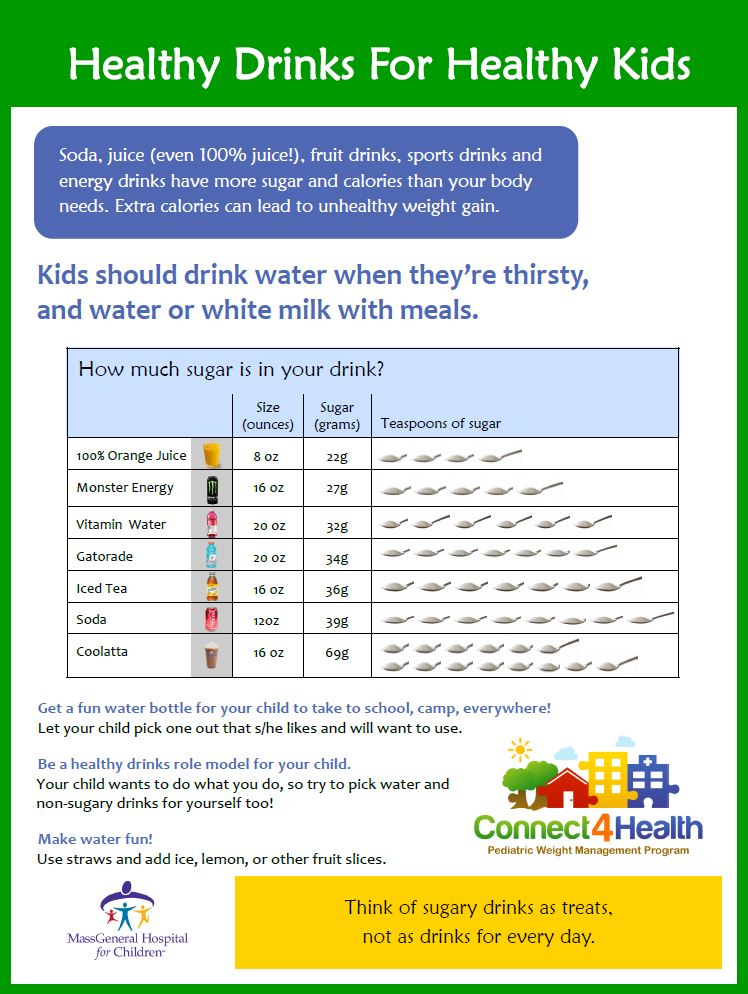 Healthy Drinks For Healthy Kids
Soda, juice (even 100% juice!), fruit drinks, sports drinks and
energy drinks have more sugar and calories than your body
needs. Extra calories can lead to unhealthy weight gain.
Kids should drink water when they're thirsty,
and water or white milk with meals.
How much sugar is in your drink?
Size (ounces) Sugar (grams) Teaspoons of sugar
100% Orange Juice 8 oz 22g
Monster Energy 16 oz 27g
Vitamin Water 20 oz 32g
Gatorade 20 oz 34g
Iced Tea 16 oz 36g
Soda 12oz 39g
Coolatta 16 oz 69g
Get a fun water bottle for your child to take to school, camp, everywhere!
Let your child pick one out that s/he likes and will want to use.
Be a healthy drinks role model for your child.
Your child wants to do what you do, so try to pick water and
non-sugary drinks for yourself too!
Make water fun!
Use straws and add ice, lemon, or other fruit slices.
Connect4Health
Pediatric Weight Management Program
MassGeneral Hospital
for Children
Think of sugary drinks as treats,
not as drinks for every day.